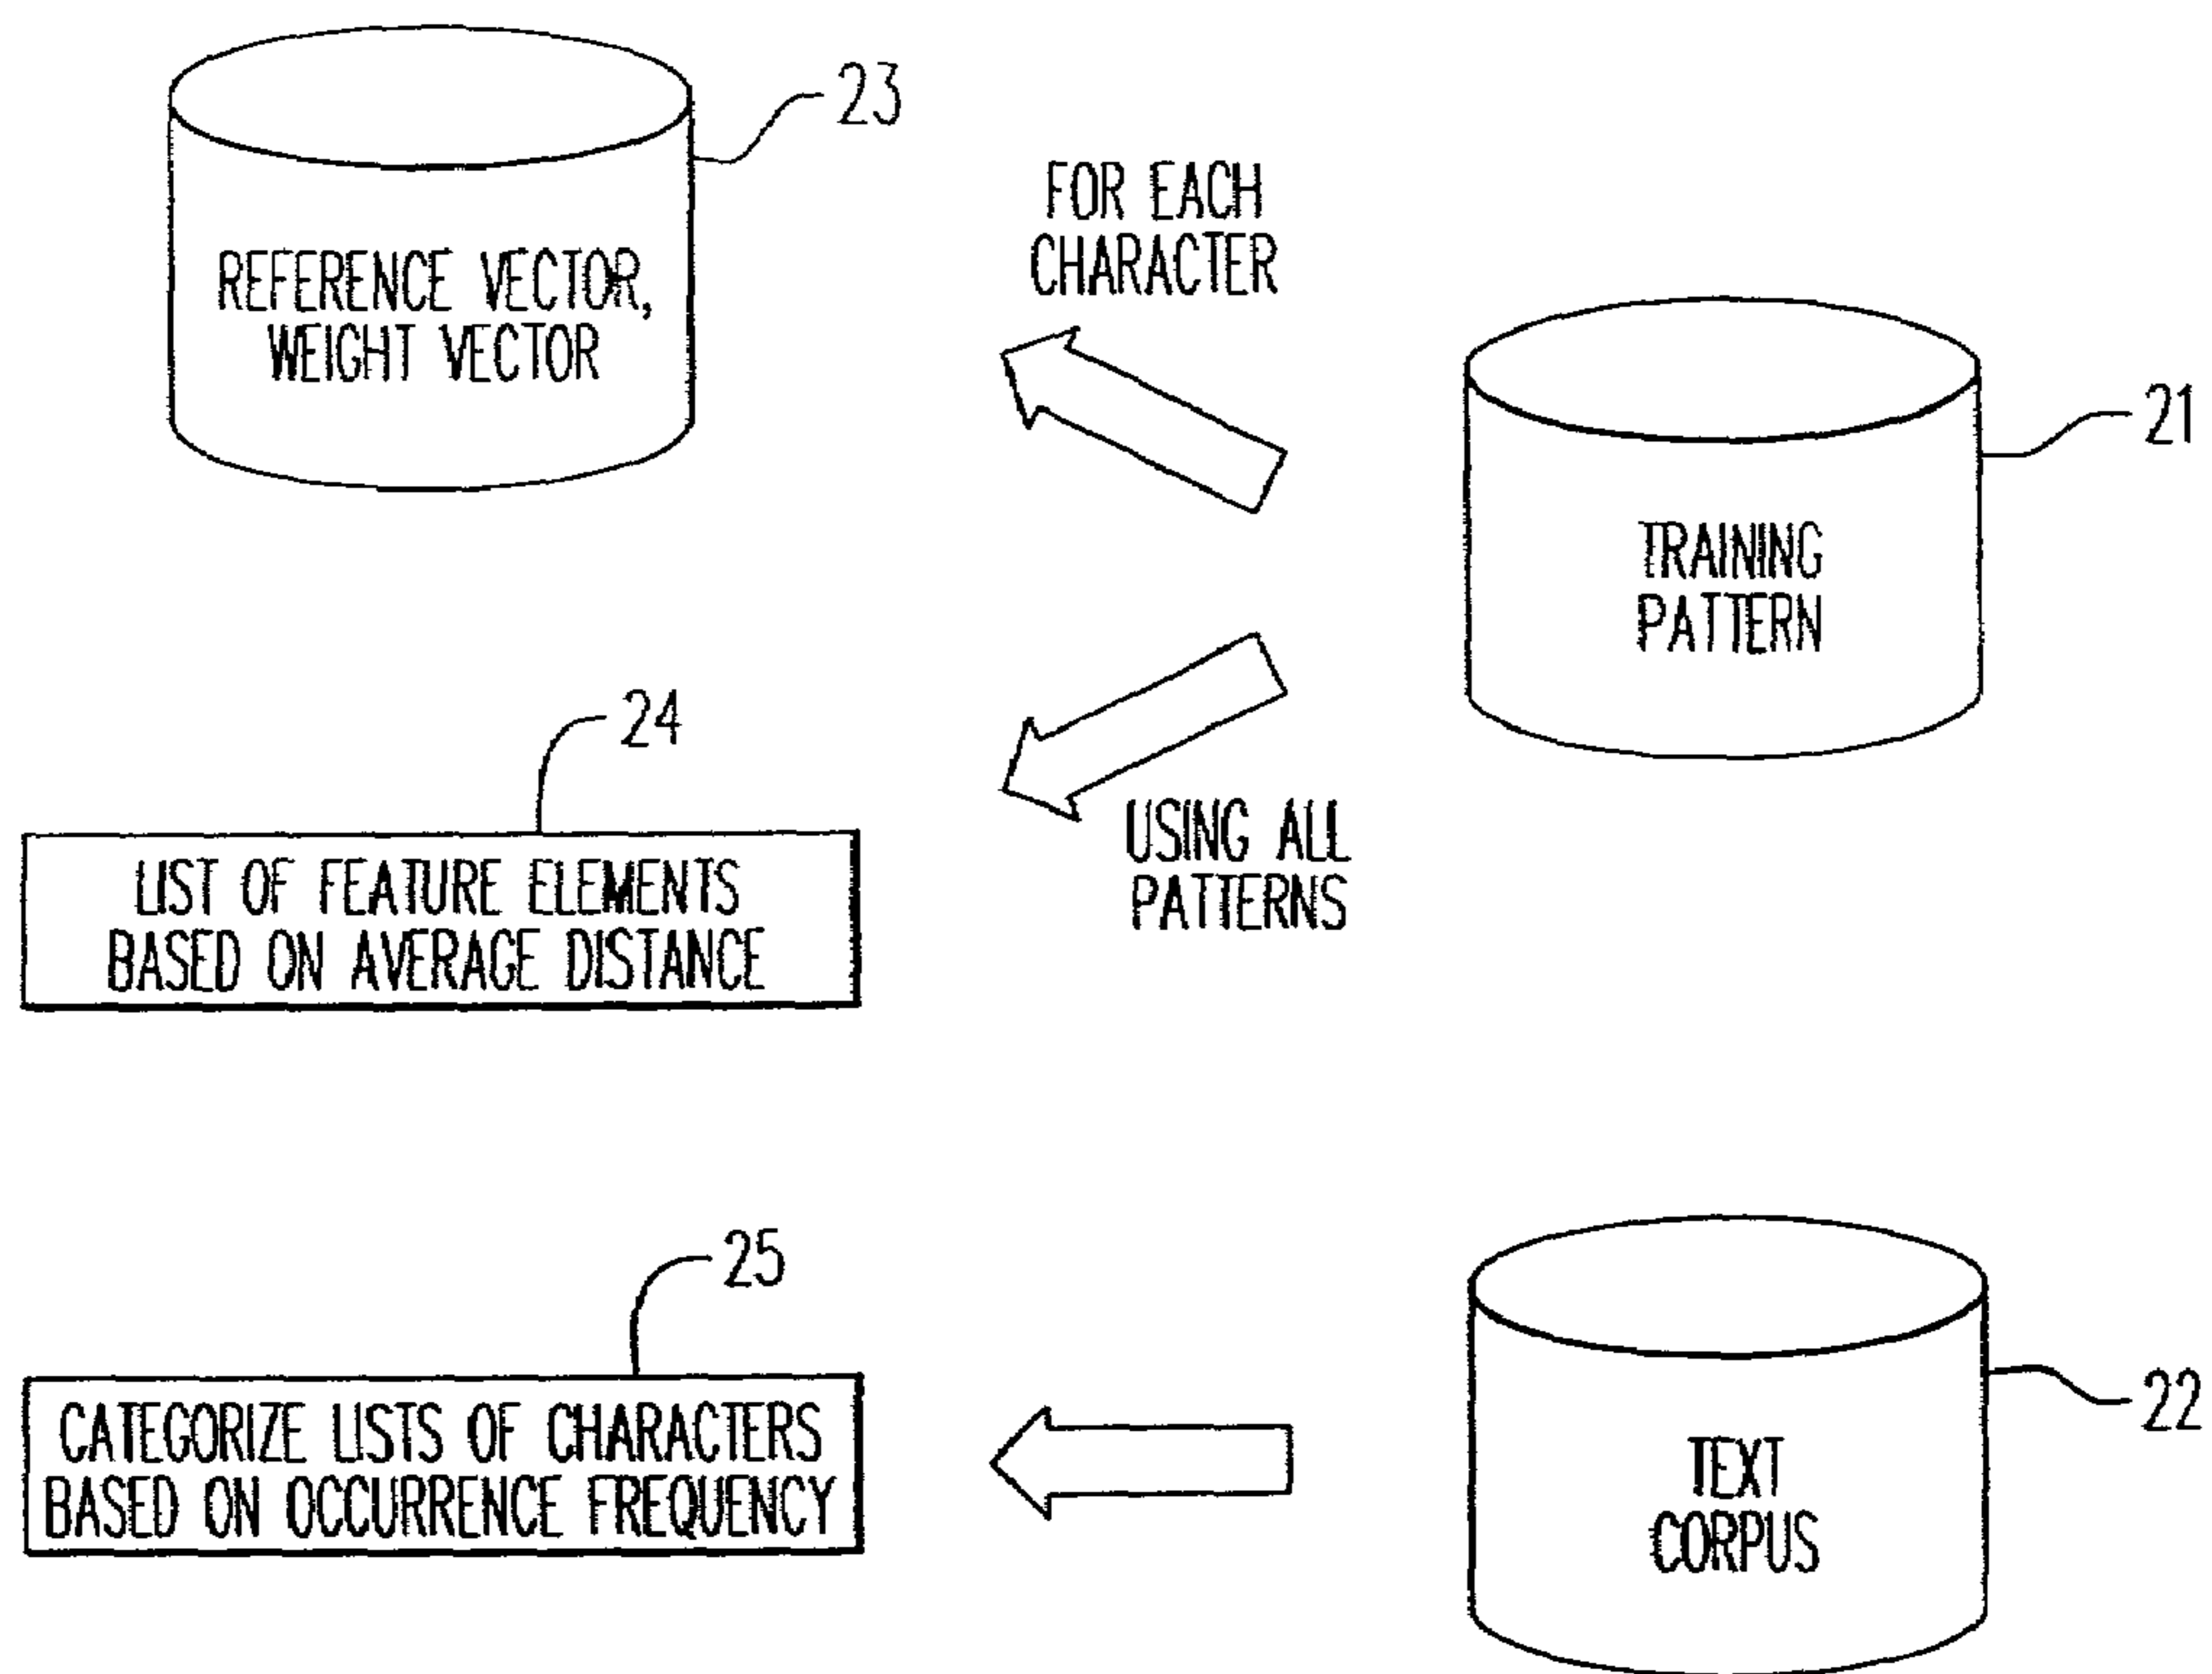 23
REFERENCE VECTOR,
WEIGHT VECTOR
FOR EACH
CHARACTER
21
TRAINING
PATTERN
24
LIST OF FEATURE ELEMENTS
BASED ON AVERAGE DISTANCE
USING ALL
PATTERNS
25
CATEGORIZE LISTS OF CHARACTERS
BASED ON OCCURRENCE FREQUENCY
22
TEXT
CORPUS